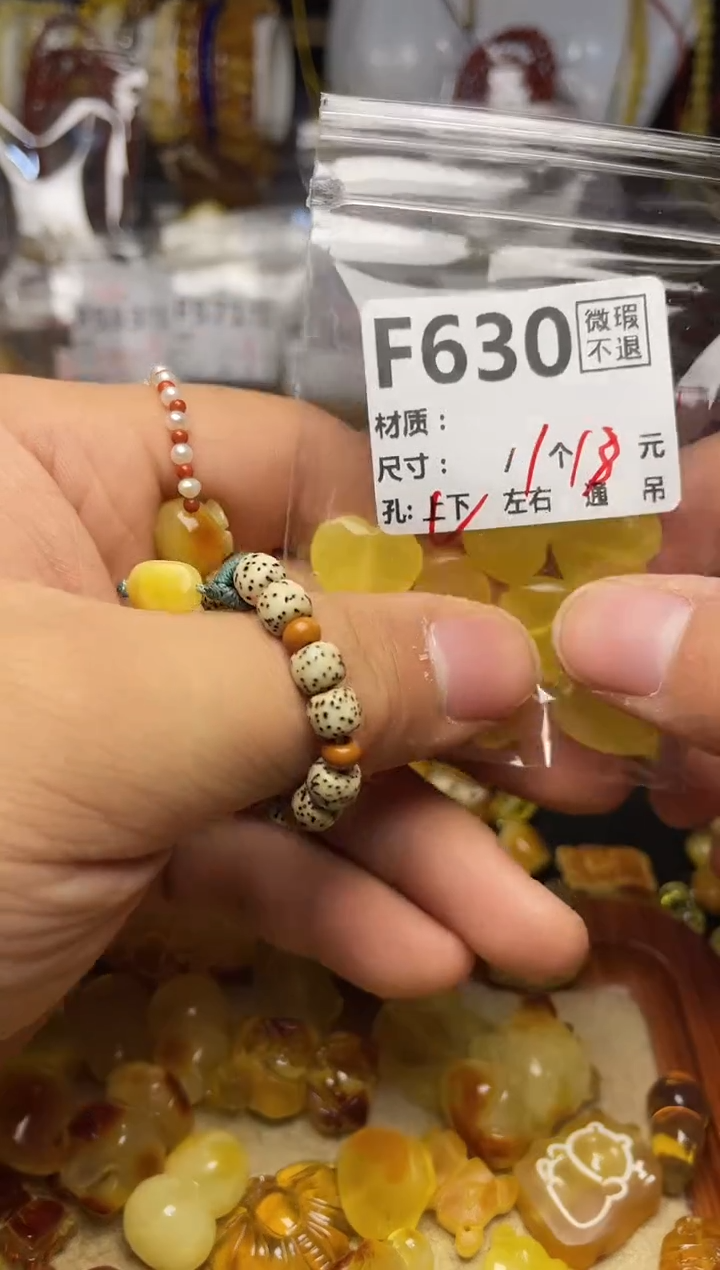 F630 微瑕
不退
材质：
尺寸： 1个18 元
孔: 上下✓ 左右 通 吊